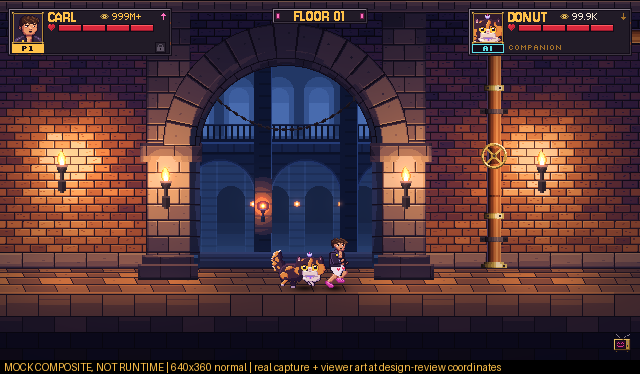 CARL 999M+
P1
FLOOR 01
DONUT 99.9K
AI COMPANION
MOCK COMPOSITE, NOT RUNTIME | 640x360 normal | real capture + viewer art at design-review coordinates